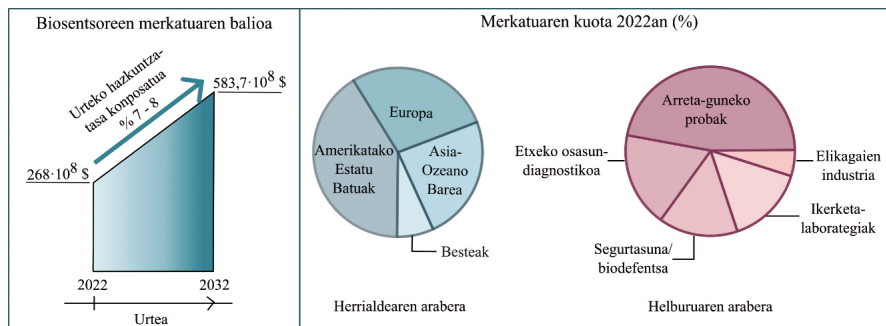 Biosentsoreen merkatuaren balioa
Urteko hazkuntza-
tasa konposatua
% 7 - 8
583,7·10⁸ $
268·10⁸ $
2022
2032
Urtea
Merkatuaren kuota 2022an (%)
Europa
Amerikatako
Estatu
Batuak
Asia-
Ozeano
Barea
Besteak
Herrialdearen arabera
Arreta-guneko
probak
Etxeko osasun-
diagnostikoa
Elikagaien
industria
Ikerketa-
laborategiak
Segurtasuna/
biodefentsa
Helburuaren arabera